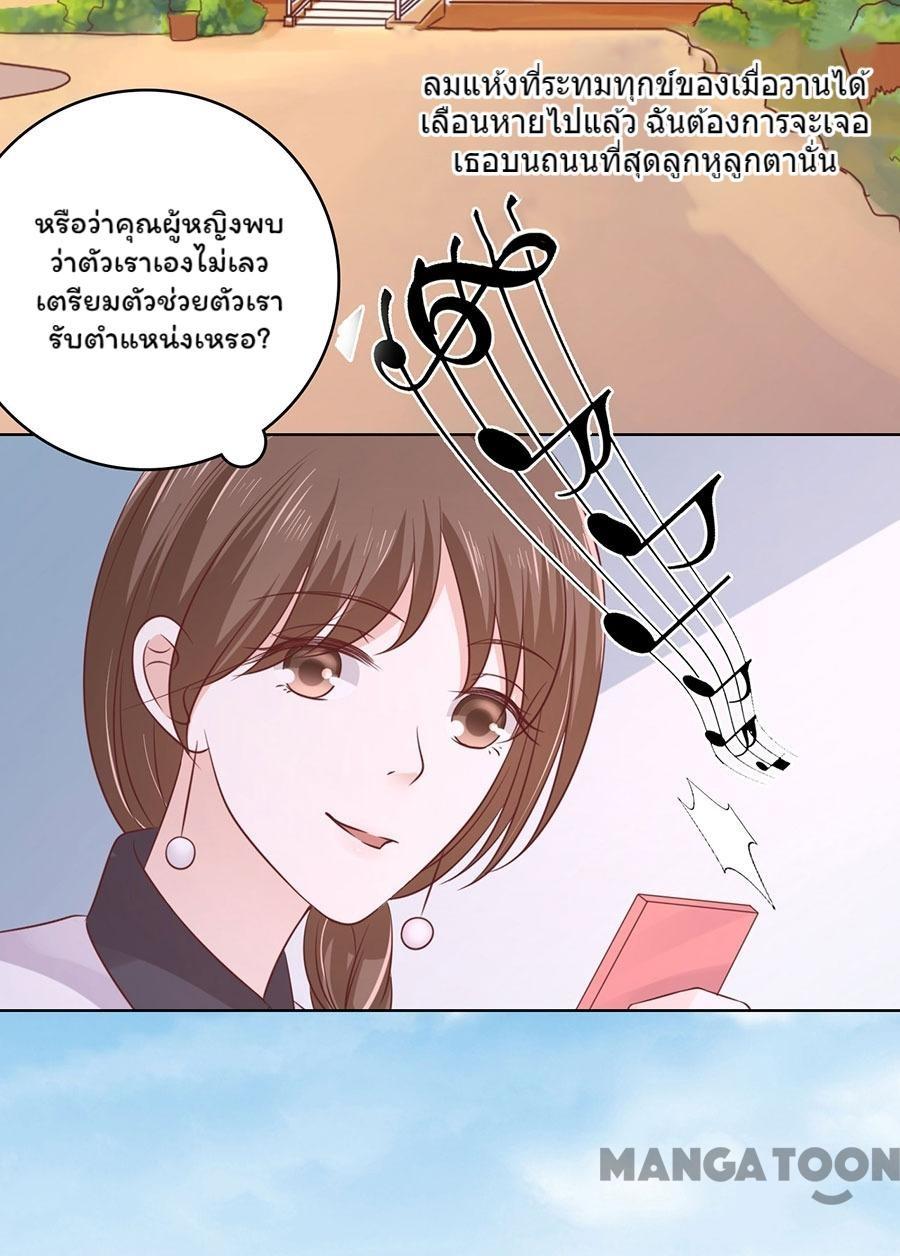 ลมแห้งที่ระทมทุกข์ของเมื่อวานได้
เลือนหายไปแล้ว ฉันต้องการจะเจอ
เธอบนถนนที่สุดลูกหูลูกตานั่น
หรือว่าคุณผู้หญิงพบ
ว่าตัวเราเองไม่เลว
เตรียมตัวช่วยตัวเรา
รับตำแหน่งเหรอ?
MANGATOON